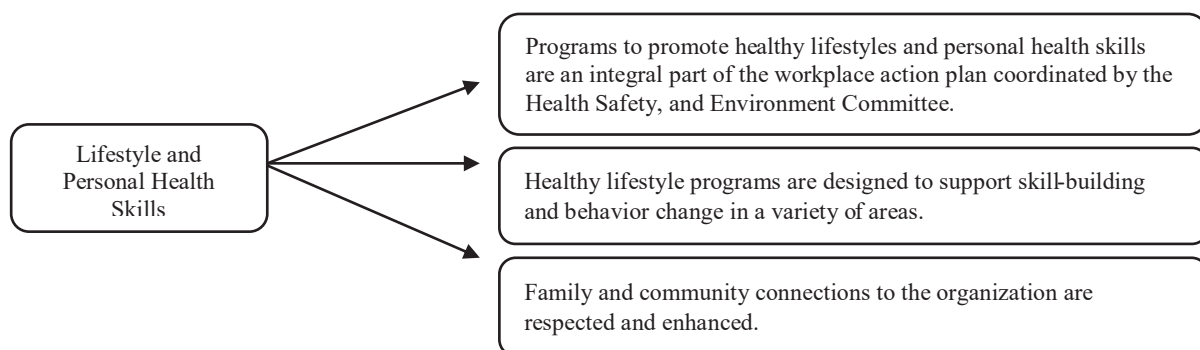 Lifestyle and
Personal Health
Skills
Programs to promote healthy lifestyles and personal health skills
are an integral part of the workplace action plan coordinated by the
Health Safety, and Environment Committee.
Healthy lifestyle programs are designed to support skill-building
and behavior change in a variety of areas.
Family and community connections to the organization are
respected and enhanced.